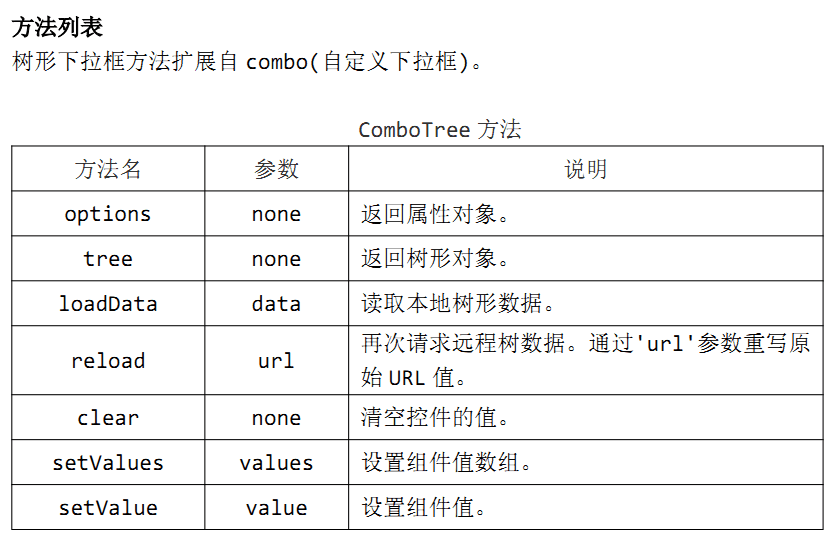 方法列表
树形下拉框方法扩展自 combo(自定义下拉框)。
ComboTree 方法
方法名 参数 说明
options none 返回属性对象。
tree none 返回树形对象。
loadData data 读取本地树形数据。
reload url 再次请求远程树数据。通过'url'参数重写原
始 URL 值。
clear none 清空控件的值。
setValues values 设置组件值数组。
setValue value 设置组件值。